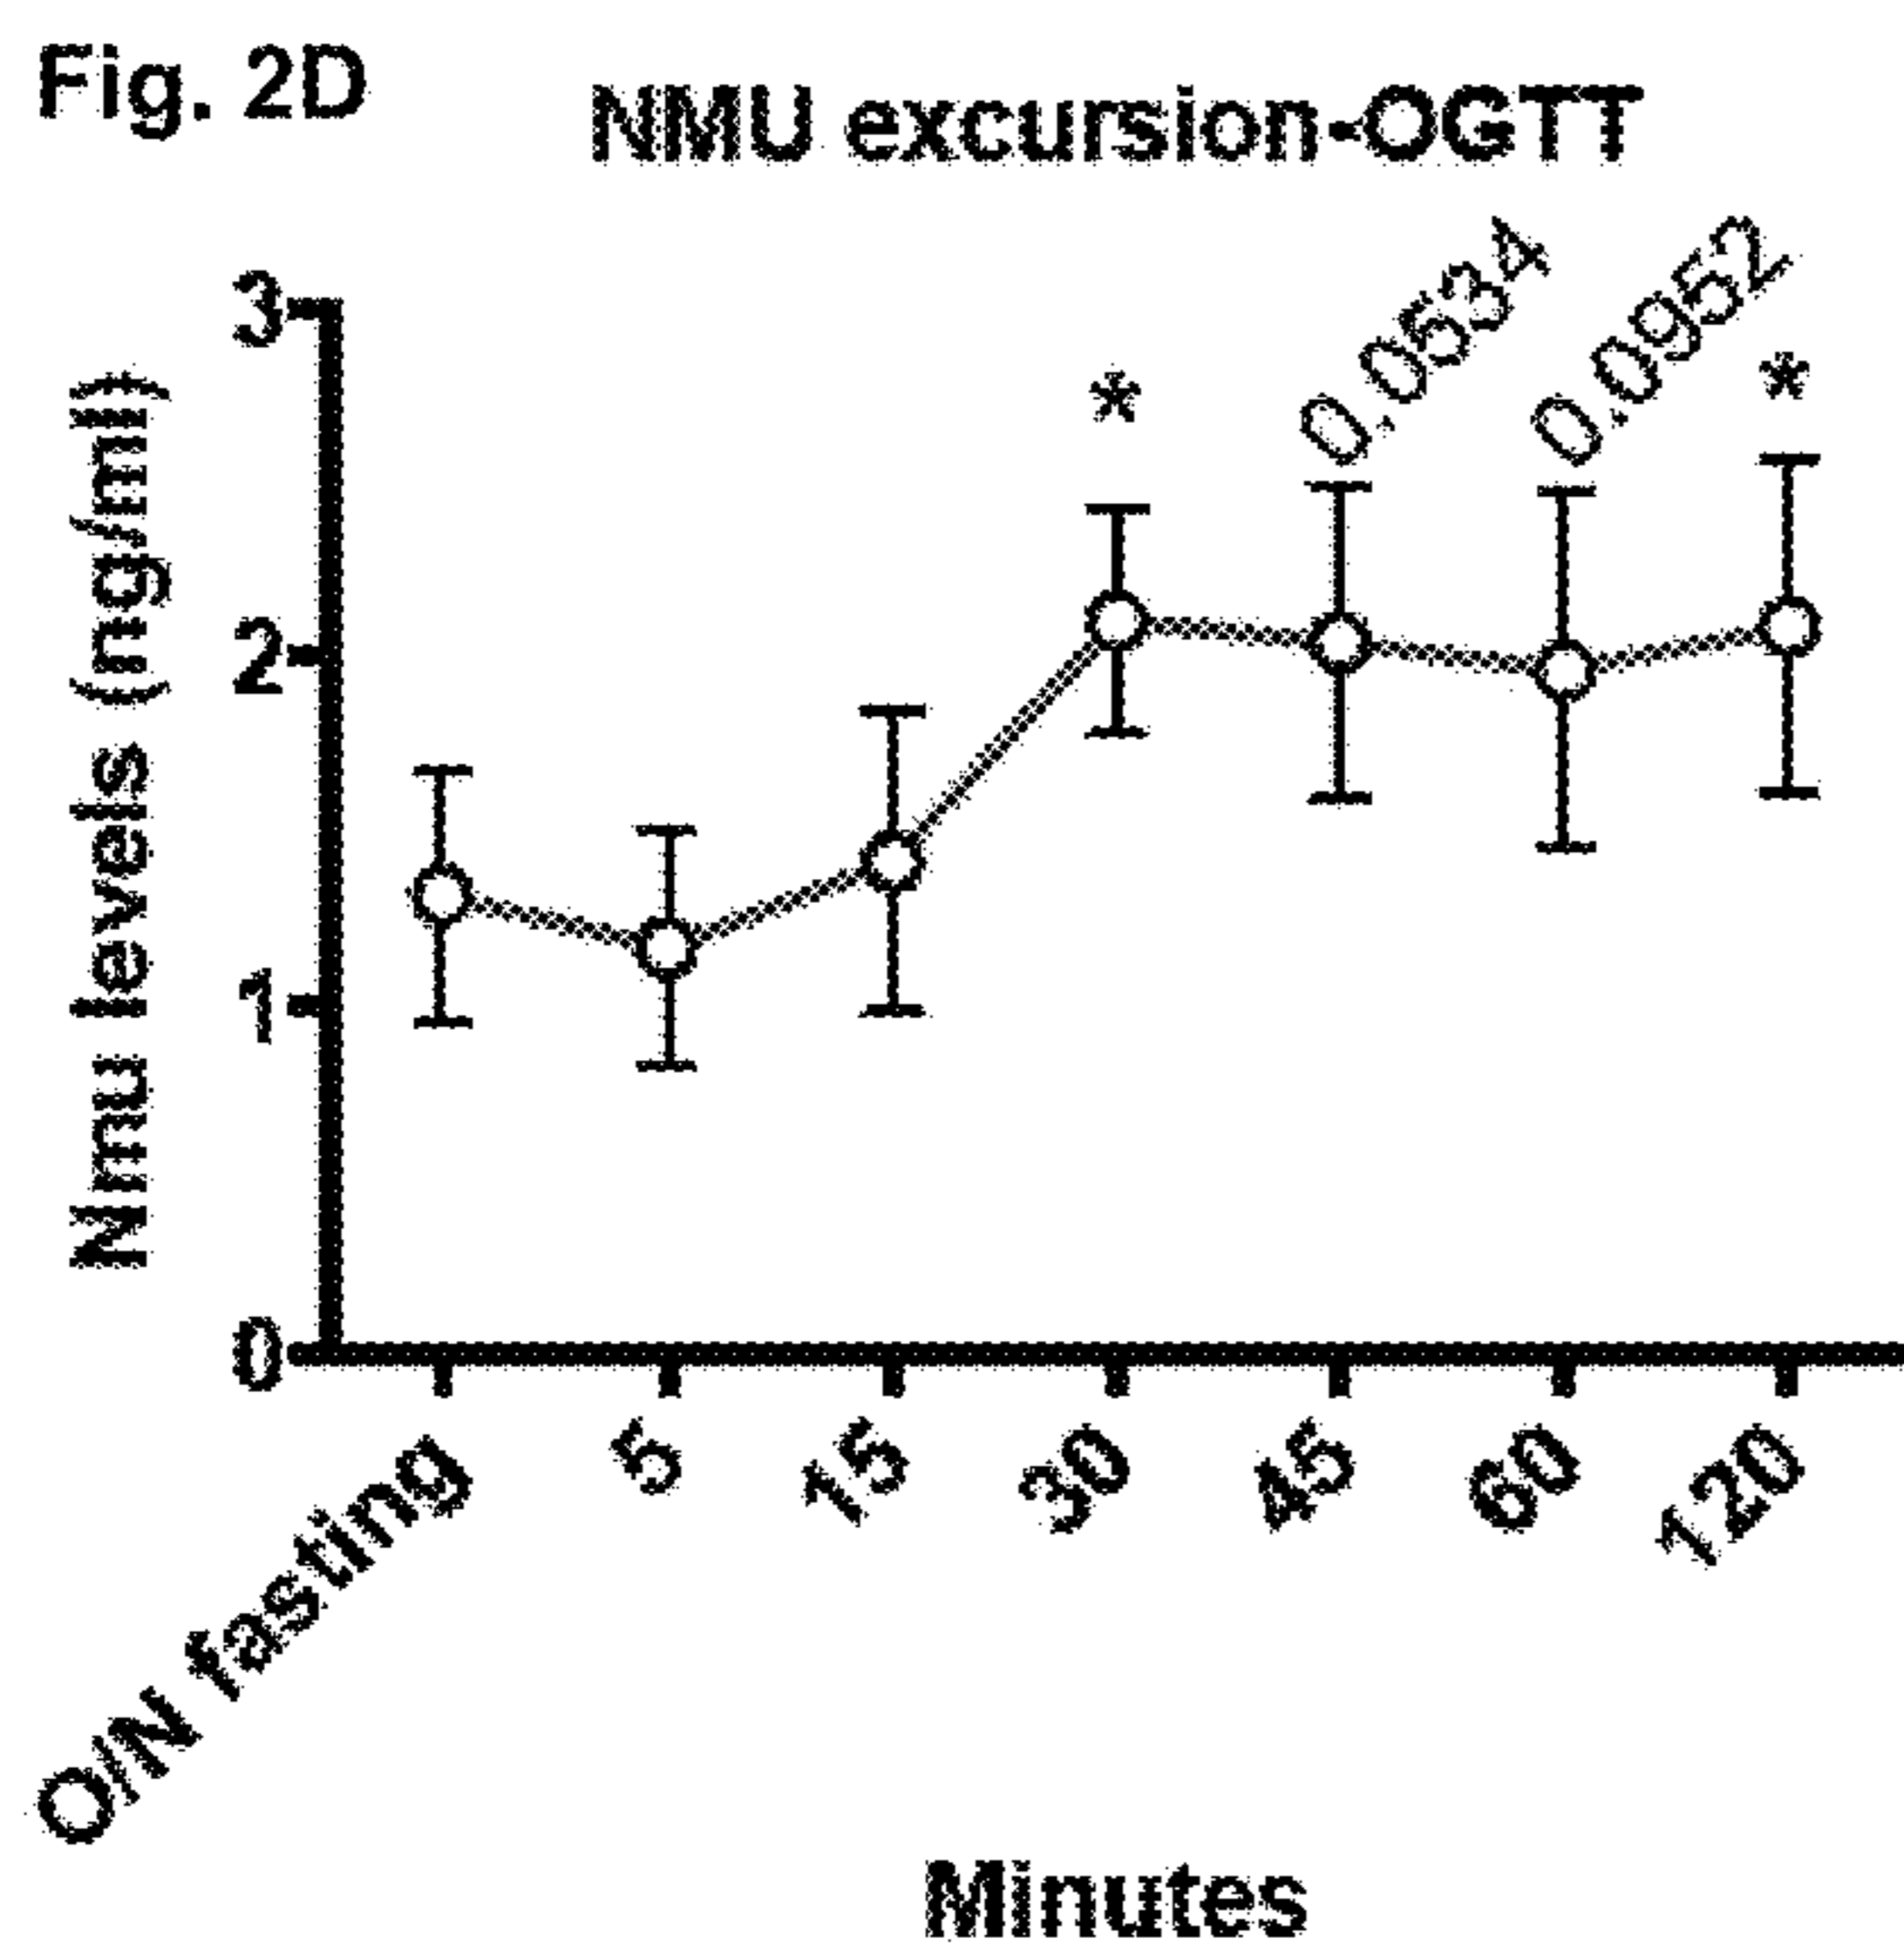 Fig. 2D
NMU excursion-OGTT
Nmu levels (ng/ml)
3
2
1
0
*
0.0534
0.0952
*
O/N fasting
5
15
30
45
60
120
Minutes